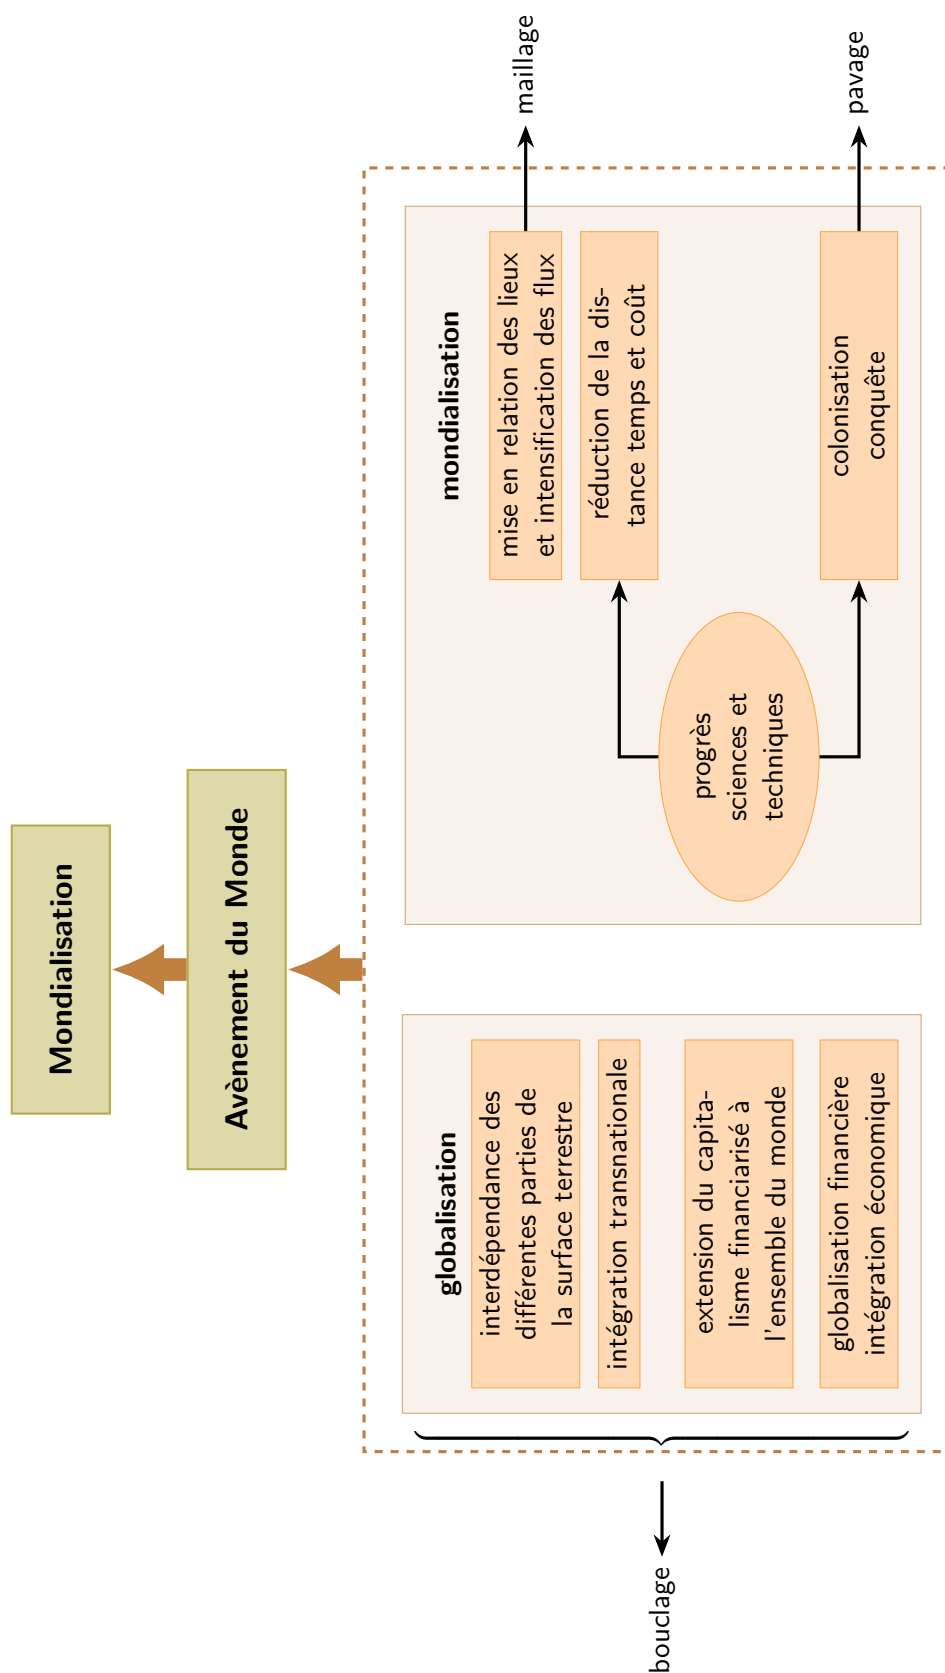 Mondialisation
Avènement du Monde
globalisation
interdépendance des
différentes parties de
la surface terrestre
intégration transnationale
extension du capita-
lisme financiarisé à
l'ensemble du monde
globalisation financière
intégration économique
bouclage
mondialisation
mise en relation des lieux
et intensification des flux
réduction de la dis-
tance temps et coût
progrès
sciences et
techniques
colonisation
conquête
maillage
pavage